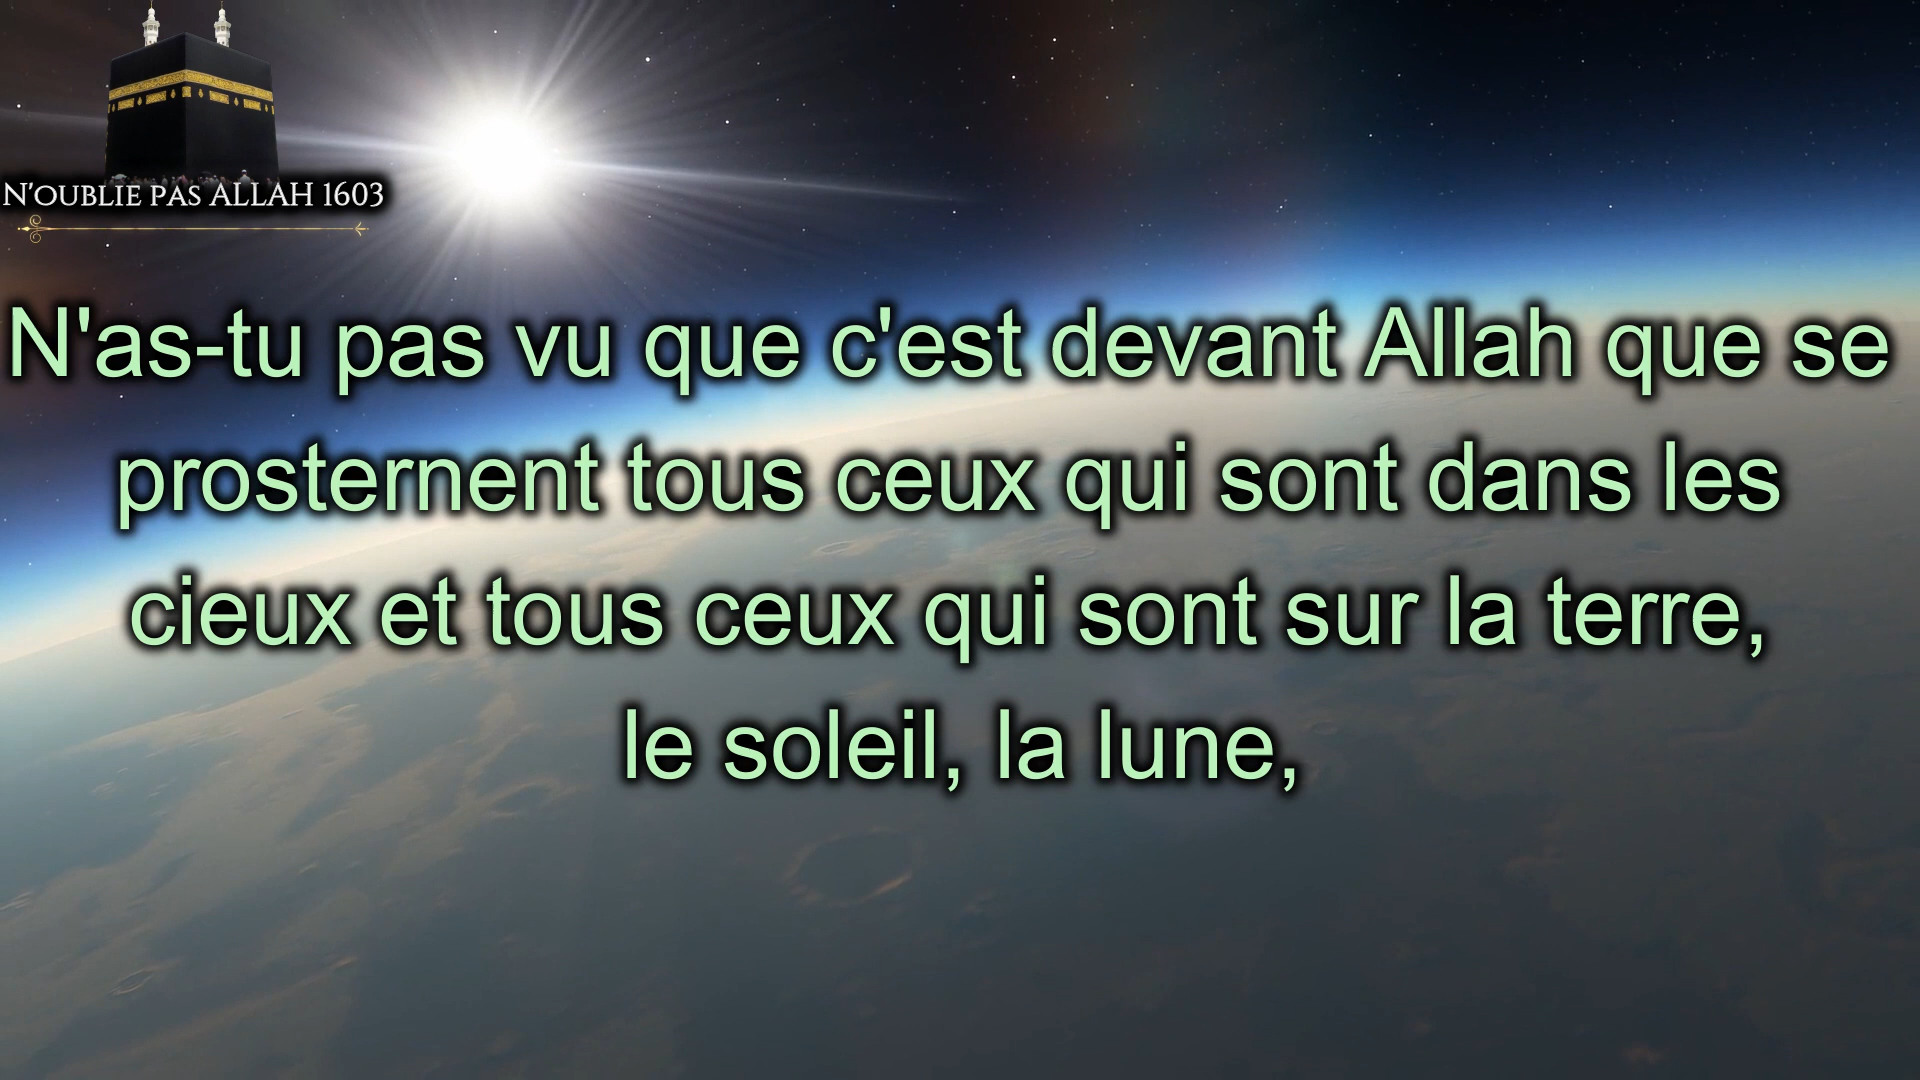 N'OUBLIE PAS ALLAH 1603
N'as-tu pas vu que c'est devant Allah que se
prosternent tous ceux qui sont dans les
cieux et tous ceux qui sont sur la terre,
le soleil, la lune,